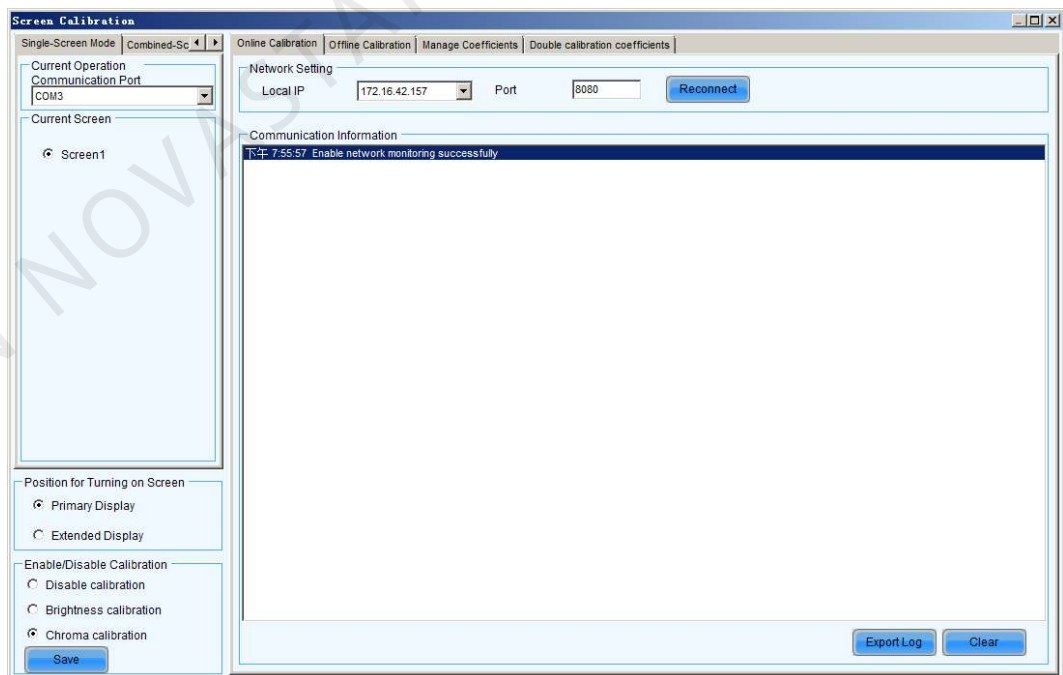 Screen Calibration
Single-Screen Mode Combined-Sc
Current Operation
Communication Port
COM3
Current Screen
Screen1
Position for Turning on Screen
Primary Display
Extended Display
Enable/Disable Calibration
Disable calibration
Brightness calibration
Chroma calibration
Save
Online Calibration Offline Calibration Manage Coefficients Double calibration coefficients
Network Setting
Local IP 172.16.42.157 Port 8080 Reconnect
Communication Information
下午 7:55:57 Enable network monitoring successfully
Export Log Clear